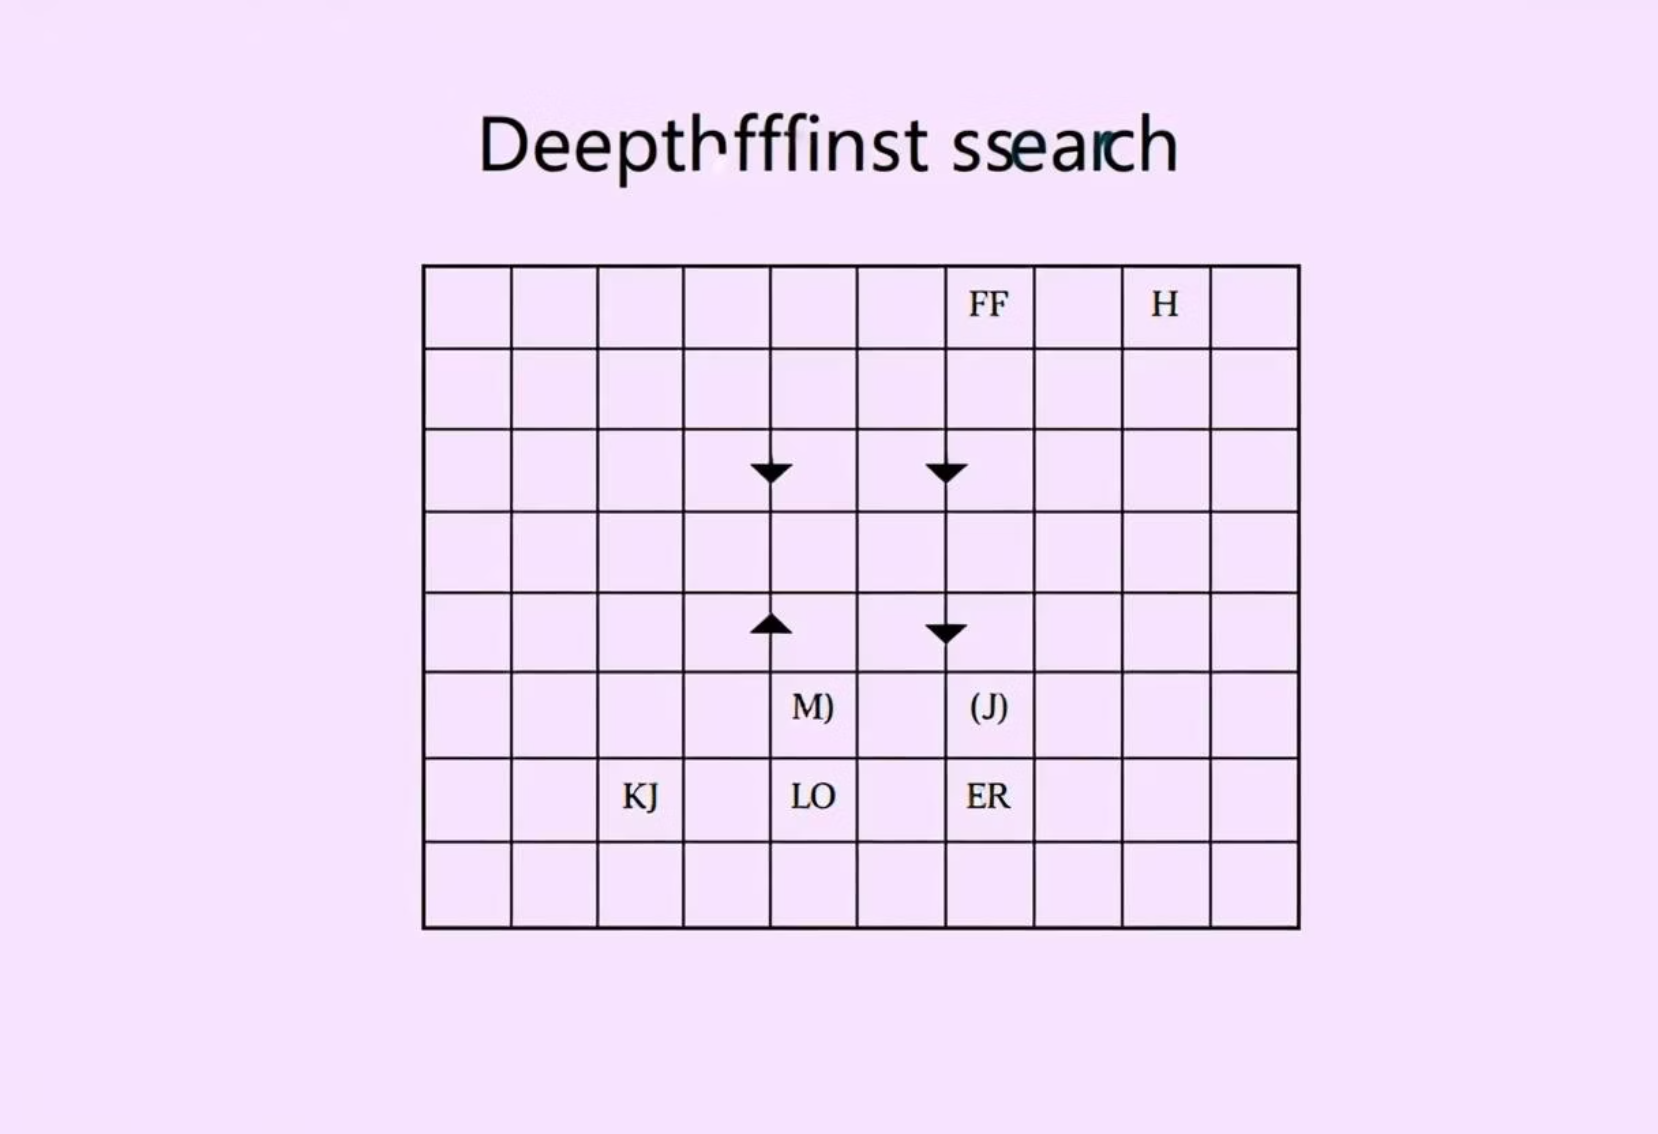 Deepthfffinst ssearch
FF H
M) (J)
KJ LO ER